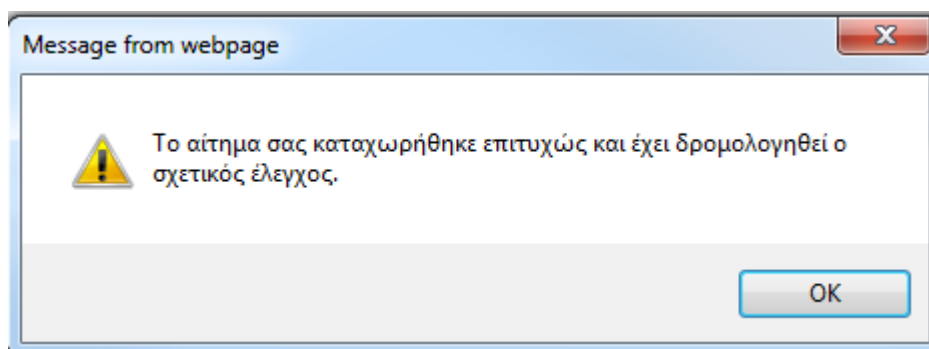 Message from webpage
Το αίτημα σας καταχωρήθηκε επιτυχώς και έχει δρομολογηθεί ο
σχετικός έλεγχος.
OK